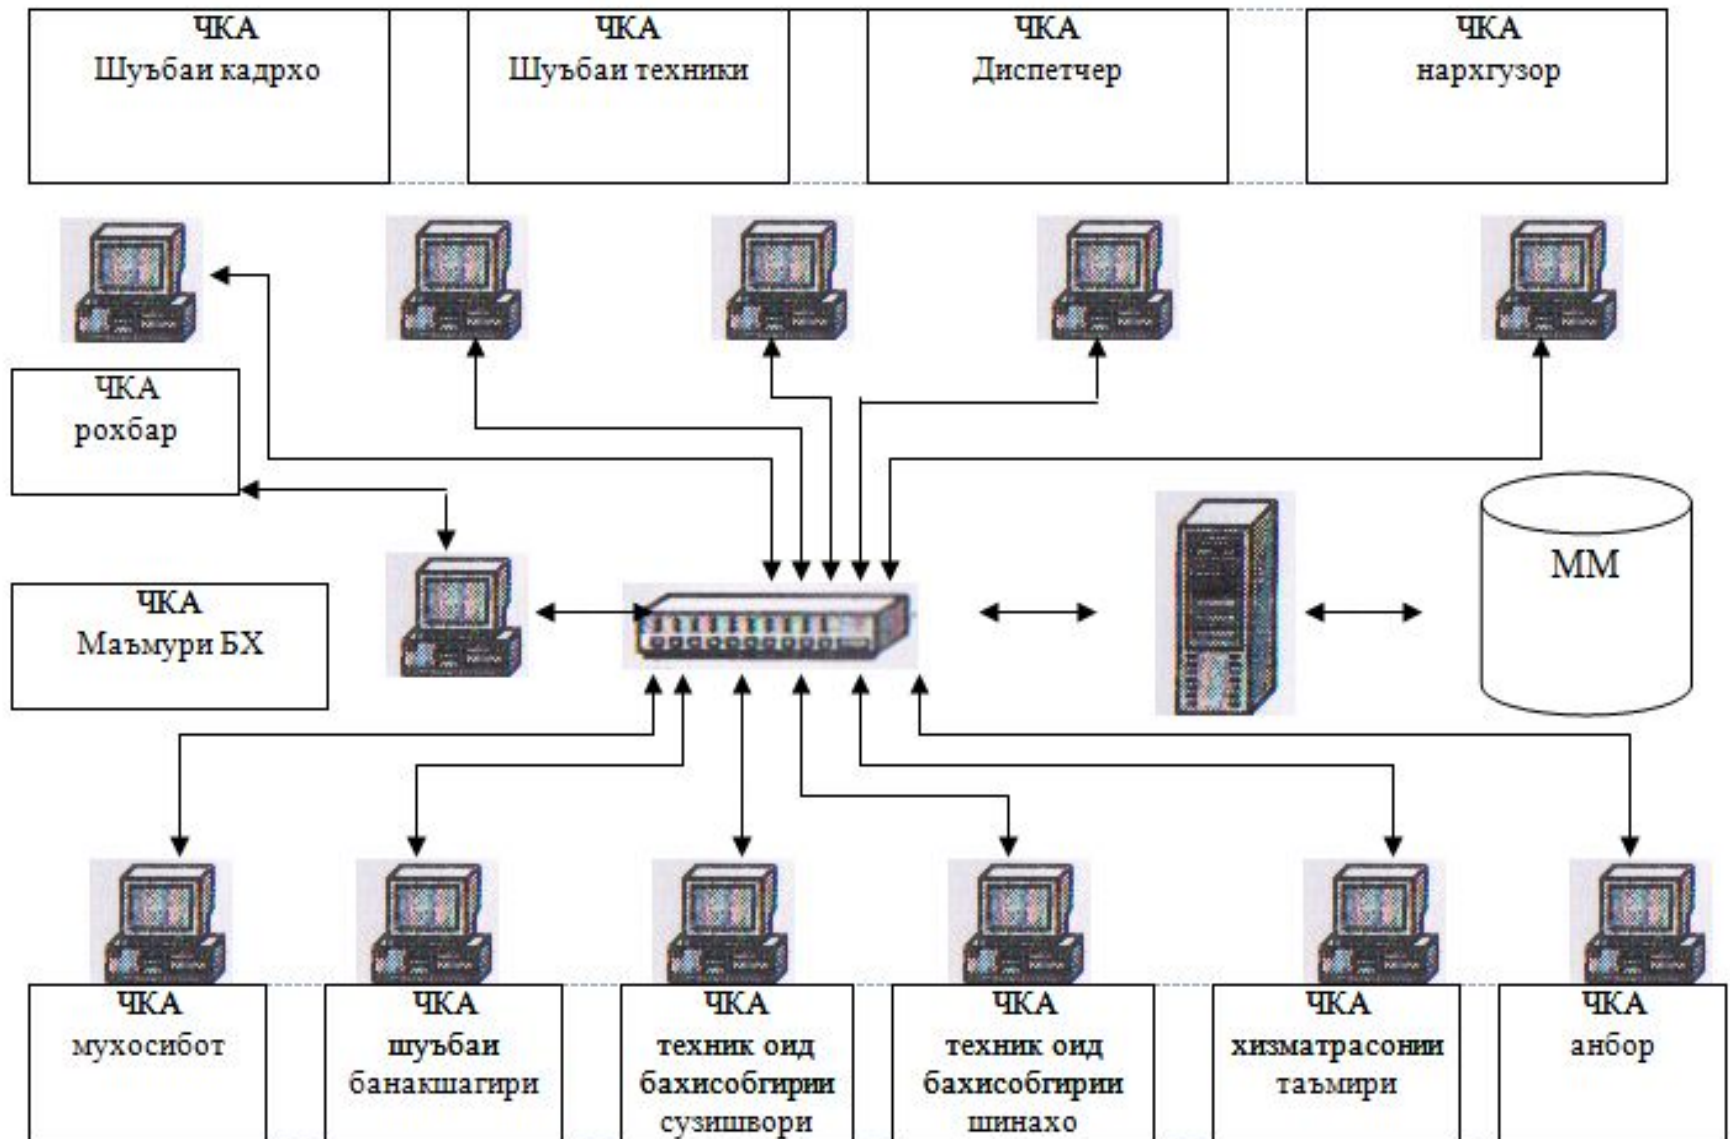 ЧКА
Шуъбаи кадрхо
ЧКА
Шуъбаи техники
ЧКА
Диспетчер
ЧКА
нархгузор
ЧКА
рохбар
ММ
ЧКА
Маъмури БХ
ЧКА
мухосибот
ЧКА
шуъбаи
банакшагири
ЧКА
техник оид
бахисобгирии
сузишвори
ЧКА
техник оид
бахисобгирии
шинахо
ЧКА
хизматрасонии
таъмири
ЧКА
анбор